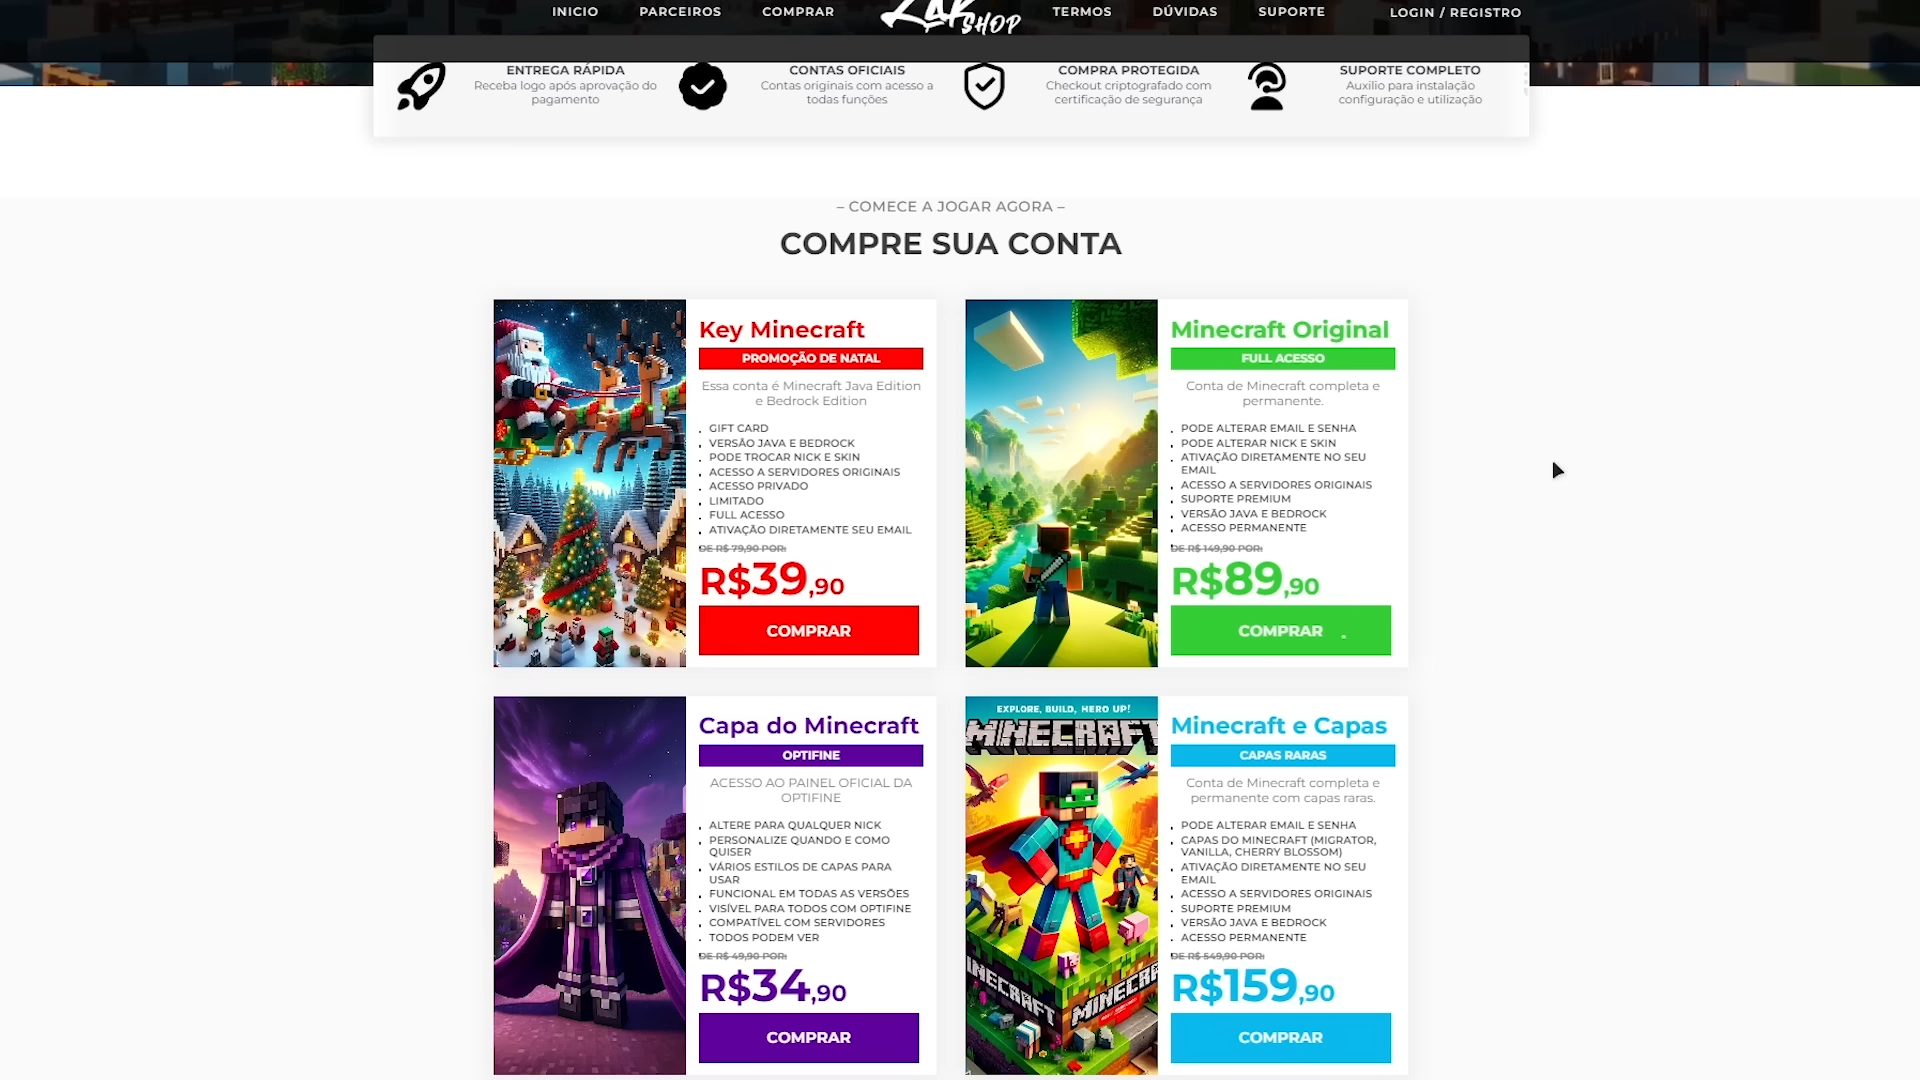 INICIO
PARCEIROS
COMPRAR
ZAK SHOP
TERMOS
DÚVIDAS
SUPORTE
LOGIN / REGISTRO
ENTREGA RÁPIDA
Receba logo após aprovação do
pagamento
CONTAS OFICIAIS
Contas originais com acesso a
todas funções
COMPRA PROTEGIDA
Checkout criptografado com
certificação de segurança
SUPORTE COMPLETO
Auxilio para instalação
configuração e utilização
– COMECE A JOGAR AGORA –
COMPRE SUA CONTA
Key Minecraft
PROMOÇÃO DE NATAL
Essa conta é Minecraft Java Edition
e Bedrock Edition
GIFT CARD
VERSÃO JAVA E BEDROCK
PODE TROCAR NICK E SKIN
ACESSO A SERVIDORES ORIGINAIS
ACESSO PRIVADO
LIMITADO
FULL ACESSO
ATIVAÇÃO DIRETAMENTE SEU EMAIL
DE R$ 79,90 POR:
R$39,90
COMPRAR
Minecraft Original
FULL ACESSO
Conta de Minecraft completa e
permanente.
PODE ALTERAR EMAIL E SENHA
PODE ALTERAR NICK E SKIN
ATIVAÇÃO DIRETAMENTE NO SEU
EMAIL
ACESSO A SERVIDORES ORIGINAIS
SUPORTE PREMIUM
VERSÃO JAVA E BEDROCK
ACESSO PERMANENTE
DE R$ 149,90 POR:
R$89,90
COMPRAR
Capa do Minecraft
OPTIFINE
ACESSO AO PAINEL OFICIAL DA
OPTIFINE
ALTERE PARA QUALQUER NICK
PERSONALIZE QUANDO E COMO
QUISER
VÁRIOS ESTILOS DE CAPAS PARA
USAR
FUNCIONAL EM TODAS AS VERSÕES
VISÍVEL PARA TODOS COM OPTIFINE
COMPATÍVEL COM SERVIDORES
TODOS PODEM VER
DE R$ 49,90 POR:
R$34,90
COMPRAR
EXPLORE, BUILD, HERO UP!
MINECRAFT
INECRAFT
MINECRA
Minecraft e Capas
CAPAS RARAS
Conta de Minecraft completa e
permanente com capas raras.
PODE ALTERAR EMAIL E SENHA
CAPAS DO MINECRAFT (MIGRATOR,
VANILLA, CHERRY BLOSSOM)
ATIVAÇÃO DIRETAMENTE NO SEU
EMAIL
ACESSO A SERVIDORES ORIGINAIS
SUPORTE PREMIUM
VERSÃO JAVA E BEDROCK
ACESSO PERMANENTE
DE R$ 549,90 POR:
R$159,90
COMPRAR